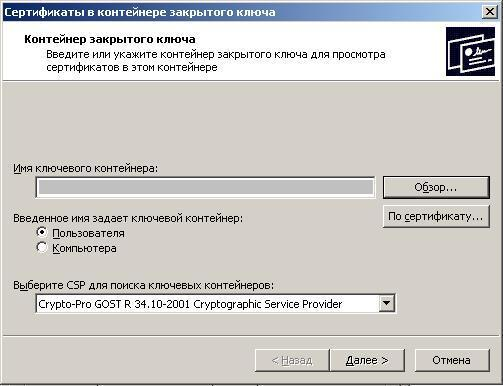 Сертификаты в контейнере закрытого ключа
Контейнер закрытого ключа
Введите или укажите контейнер закрытого ключа для просмотра
сертификатов в этом контейнере
Имя ключевого контейнера:
Обзор...
По сертификату...
Введенное имя задает ключевой контейнер:
Пользователя
Компьютера
Выберите CSP для поиска ключевых контейнеров:
Crypto-Pro GOST R 34.10-2001 Cryptographic Service Provider
< Назад
Далее >
Отмена